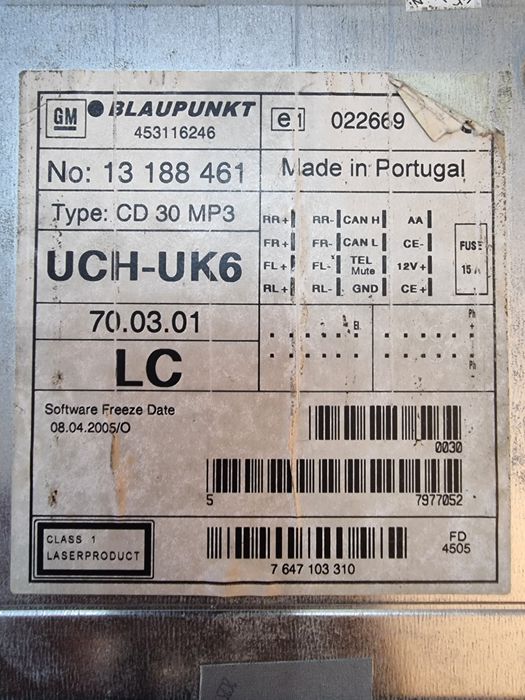 GM BLAUPUNKT
453116246
e1 022669
No: 13 188 461
Made in Portugal
Type: CD 30 MP3
UCH-UK6
70.03.01
LC
RR+ RR- CAN H AA
FR+ FR- CAN L CE-
FL+ FL- TEL Mute 12V+
RL+ RL- GND CE+
FUSE
15 A
B
Ph +
Ph-
Software Freeze Date
08.04.2005/O
0030
5 7977052
CLASS 1
LASERPRODUCT
7 647 103 310
FD
4505